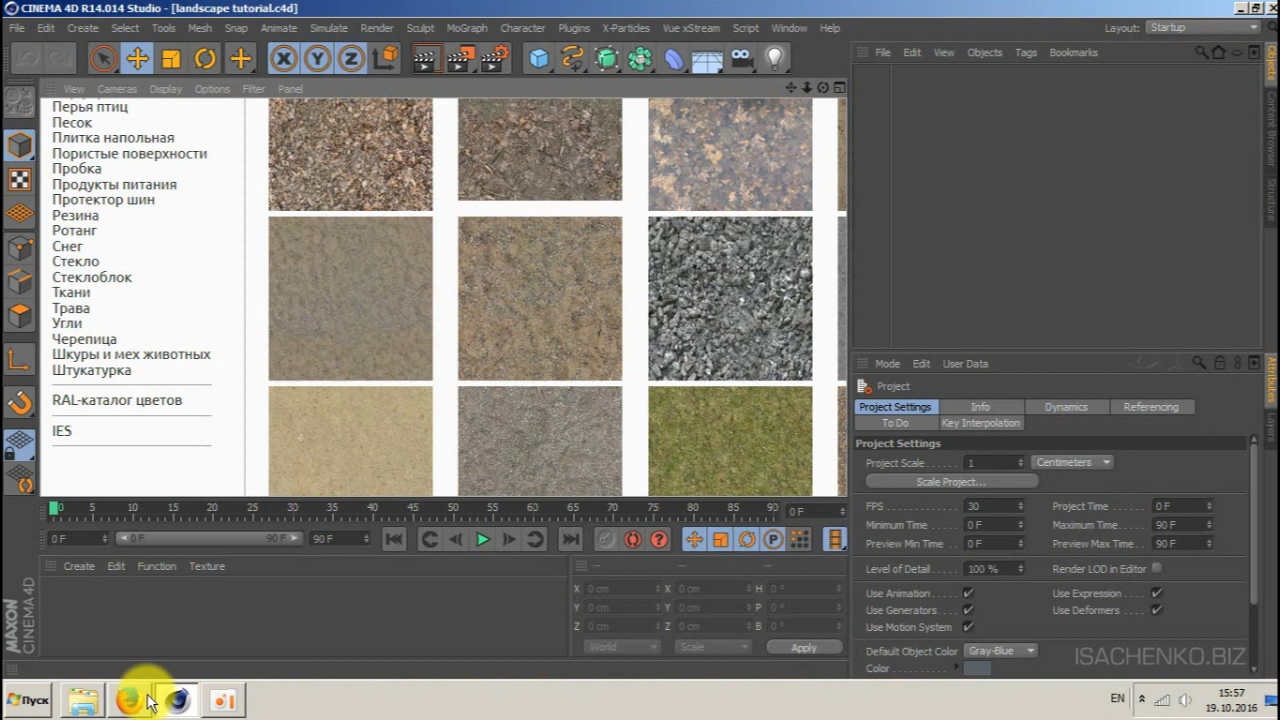 CINEMA 4D R14.014 Studio - [landscape tutorial.c4d]
File Edit Create Select Tools Mesh Snap Animate Simulate Render Sculpt MoGraph Character Plugins X-Particles Vue xStream Script Window Help Layout: Startup
File Edit View Objects Tags Bookmarks
View Cameras Display Options Filter Panel
Перья птиц
Песок
Плитка напольная
Пористые поверхности
Пробка
Продукты питания
Протектор шин
Резина
Ротанг
Снег
Стекло
Стеклоблок
Ткани
Трава
Угли
Черепица
Шкуры и мех животных
Штукатурка
RAL-каталог цветов
IES
Objects
Content Browser
Structure
Mode Edit User Data
Attributes
Layers
Project
Project Settings Info Dynamics Referencing
To Do Key Interpolation
Project Settings
Project Scale 1 Centimeters
Scale Project...
FPS 30 Project Time 0 F
Minimum Time 0 F Maximum Time 90 F
Preview Min Time 0 F Preview Max Time 90 F
Level of Detail 100 % Render LOD in Editor
Use Animation Use Expression
Use Generators Use Deformers
Use Motion System
Default Object Color Gray-Blue
Color
0 5 10 15 20 25 30 35 40 45 50 55 60 65 70 75 80 85 90 0 F
0 F 0 F 90 F 90 F
Create Edit Function Texture
-- -- --
X 0 cm X 0 cm H 0 °
Y 0 cm Y 0 cm P 0 °
Z 0 cm Z 0 cm B 0 °
World Scale Apply
MAXON
CINEMA 4D
ISACHENKO.BIZ
Пуск EN 15:57
19.10.2016